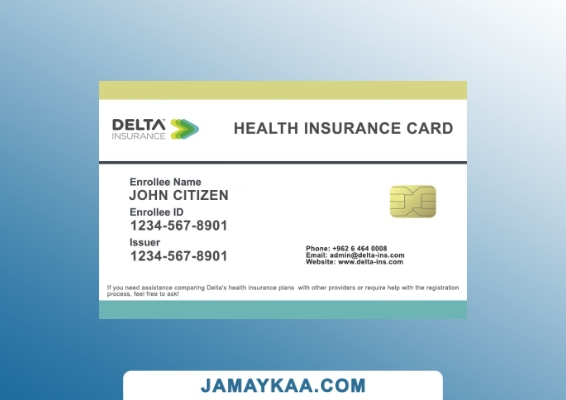 DELTA
INSURANCE
HEALTH INSURANCE CARD
Enrollee Name
JOHN CITIZEN
Enrollee ID
1234-567-8901
Issuer
1234-567-8901
Phone: +962 6 464 0008
Email: admin@delta-ins.com
Website: www.delta-ins.com
If you need assistance comparing Delta's health insurance plans with other providers or require help with the registration
process, feel free to ask!
JAMAYKAA.COM